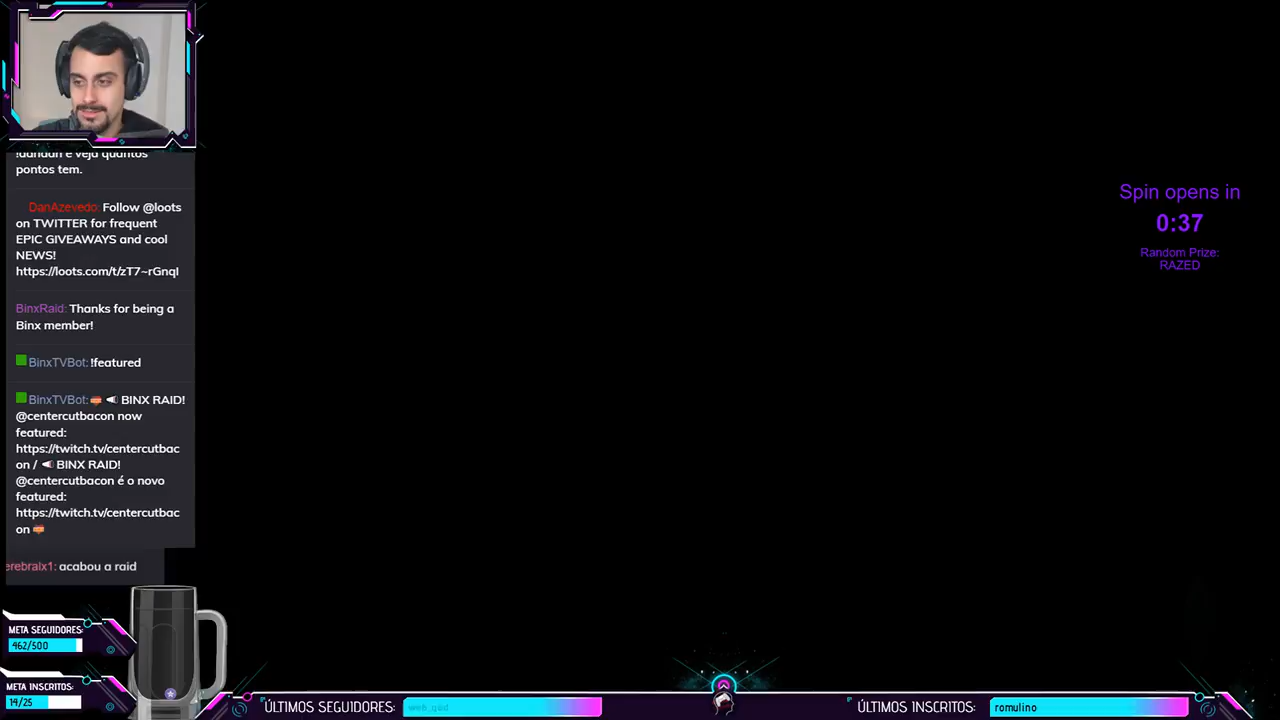 !dandan e veja quantos
pontos tem.
DanAzevedo: Follow @loots
on TWITTER for frequent
EPIC GIVEAWAYS and cool
NEWS!
https://loots.com/t/zT7~rGnqI
BinxRaid: Thanks for being a
Binx member!
BinxTVBot: !featured
BinxTVBot: BINX RAID!
@centercutbacon now
featured:
https://twitch.tv/centercutbac
on / BINX RAID!
@centercutbacon é o novo
featured:
https://twitch.tv/centercutbac
on
erebralx1: acabou a raid
META SEGUIDORES:
462/500
META INSCRITOS:
14/25
Spin opens in
0:37
Random Prize:
RAZED
ÚLTIMOS SEGUIDORES:
ÚLTIMOS INSCRITOS: romulino